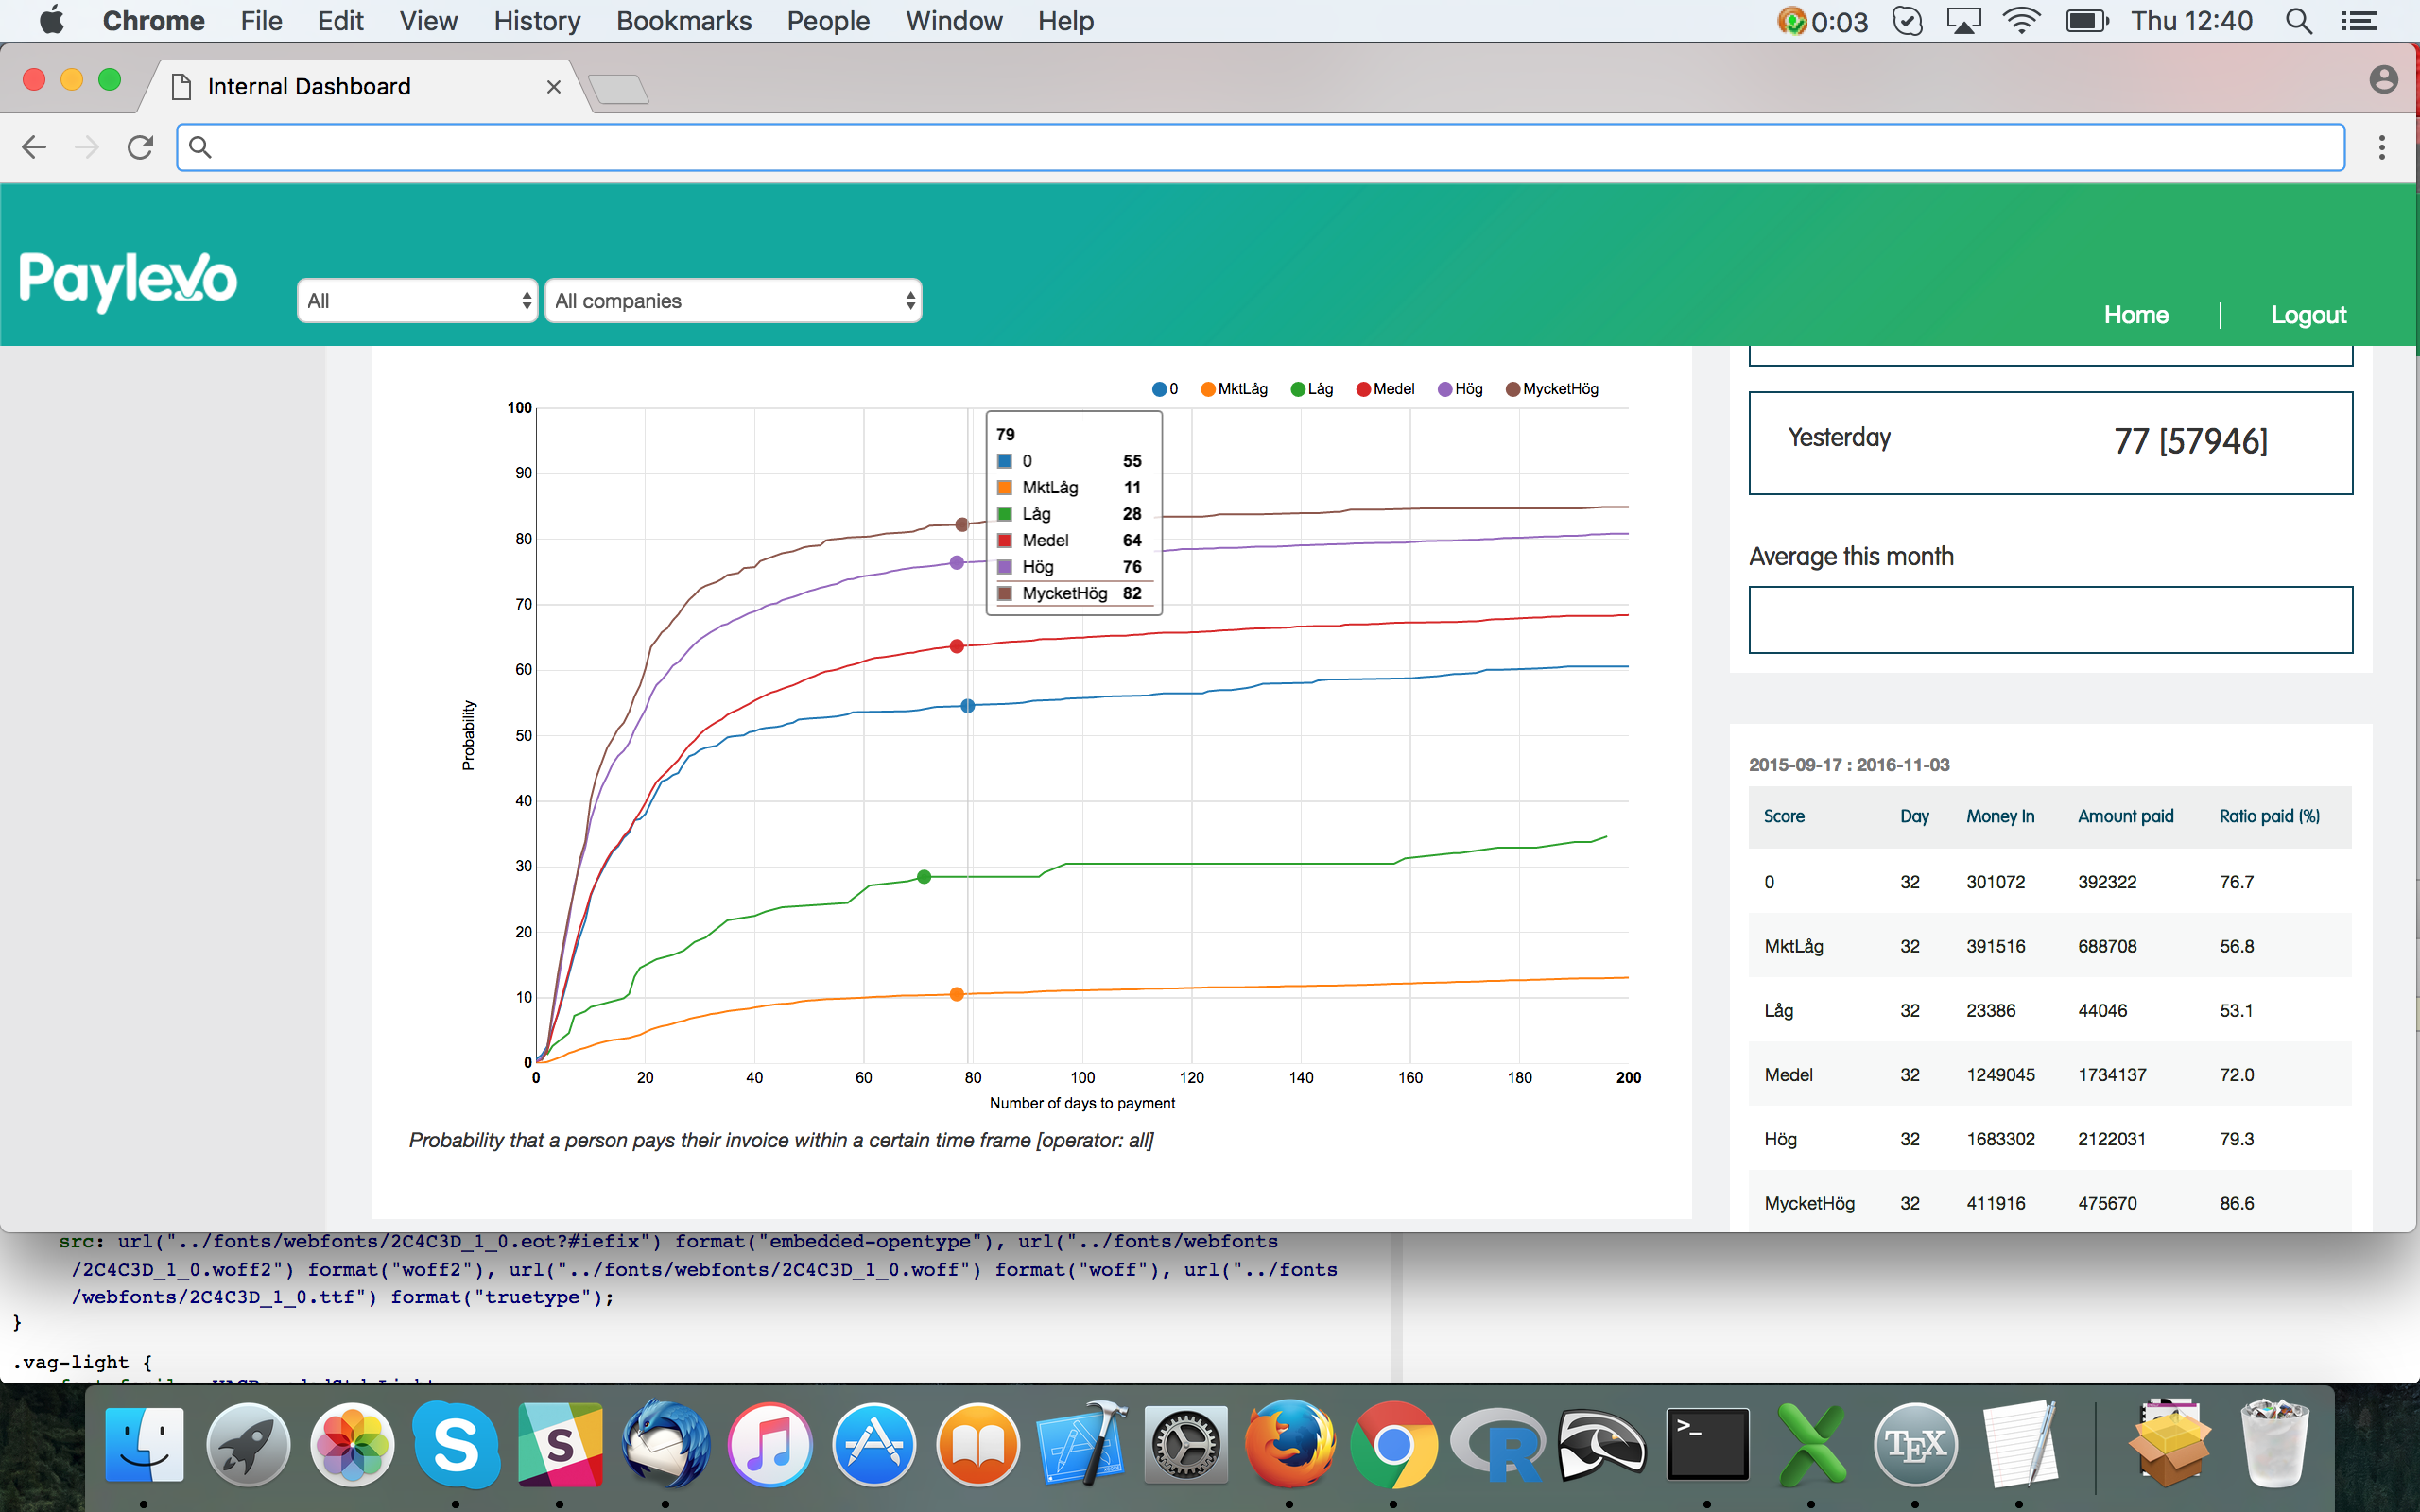 Chrome File Edit View History Bookmarks People Window Help 0:03 Thu 12:40
Internal Dashboard
Paylevo
All
All companies
Home | Logout
0 MktLåg Låg Medel Hög MycketHög
100
90
80
70
60
50
40
30
20
10
0
Probability
79
0 55
MktLåg 11
Låg 28
Medel 64
Hög 76
MycketHög 82
0 20 40 60 80 100 120 140 160 180 200
Number of days to payment
Probability that a person pays their invoice within a certain time frame [operator: all]
Yesterday 77 [57946]
Average this month
2015-09-17 : 2016-11-03
Score Day Money In Amount paid Ratio paid (%)
0 32 301072 392322 76.7
MktLåg 32 391516 688708 56.8
Låg 32 23386 44046 53.1
Medel 32 1249045 1734137 72.0
Hög 32 1683302 2122031 79.3
MycketHög 32 411916 475670 86.6
src: url("../fonts/webfonts/2C4C3D_1_0.eot?#iefix") format("embedded-opentype"), url("../fonts/webfonts
/2C4C3D_1_0.woff2") format("woff2"), url("../fonts/webfonts/2C4C3D_1_0.woff") format("woff"), url("../fonts
/webfonts/2C4C3D_1_0.ttf") format("truetype");
}
.vag-light {
S
S
R
>_
X
TEX